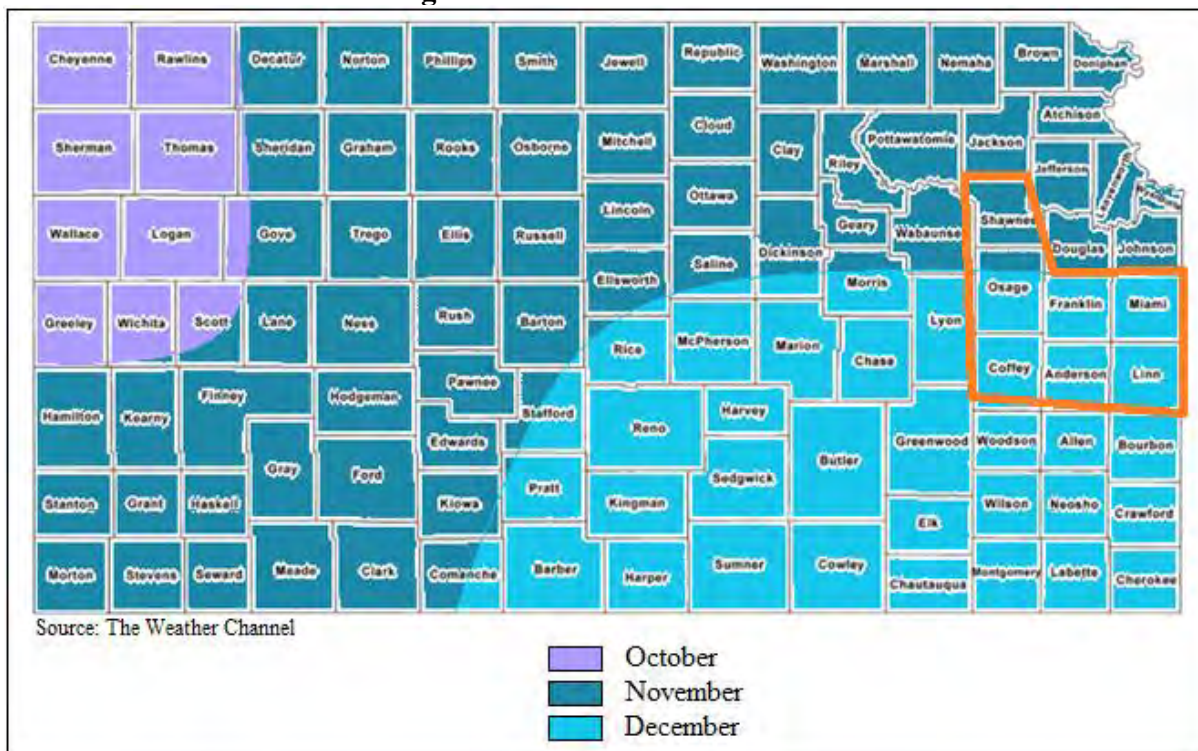 g
Cheyenne Rawlins Decatur Norton Phillips Smith Jewell Republic Washington Marshall Nemaha Brown Doniphan
Atchison
Sherman Thomas Sheridan Graham Rooks Osborne Mitchell Cloud Clay Riley Pottawatomie Jackson
Jefferson Leavenworth Wyandotte
Wallace Logan Gove Trego Ellis Russell Lincoln Ottawa Geary Wabaunse Shawnee
Dickinson Douglas Johnson
Ellsworth Saline Morris
Greeley Wichita Scott Lane Ness Rush Barton Rice McPherson Marion Chase Lyon Osage Franklin Miami
Coffey Anderson Linn
Hamilton Kearny Finney Hodgeman Pawnee Stafford Reno Harvey
Edwards Greenwood Woodson Allen Bourbon
Gray Ford Sedgwick Butler
Stanton Grant Haskell Kiowa Pratt Kingman Elk Wilson Neosho Crawford
Morton Stevens Seward Meade Clark Comanche Barber Harper Sumner Cowley Chautauqua Montgomery Labette Cherokee
Source: The Weather Channel
October
November
December